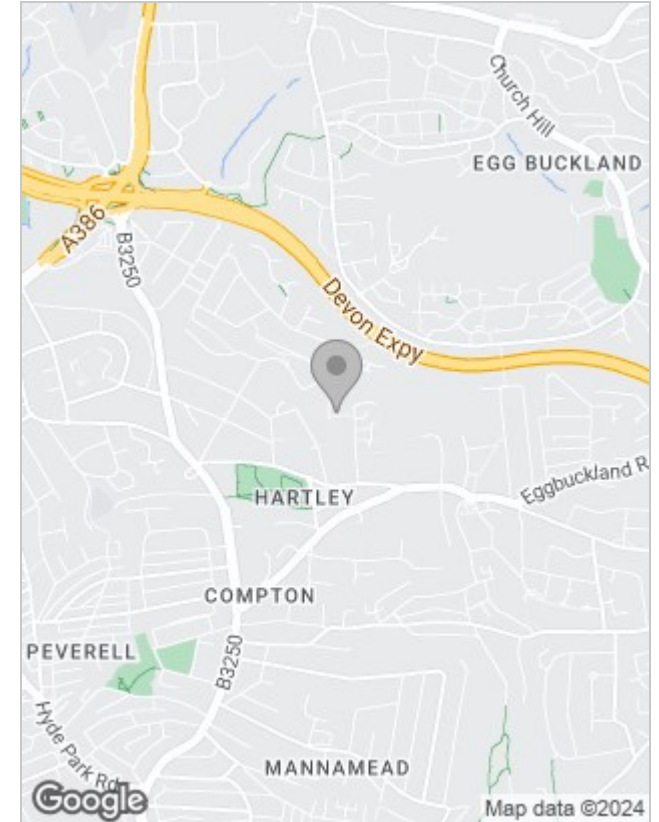 Church Hill
EGG BUCKLAND
A386
B3250
Devon Expy
HARTLEY
Eggbuckland R
COMPTON
PEVERELL
B3250
Hyde Park Rd
MANNAMEAD
Google
Map data ©2024